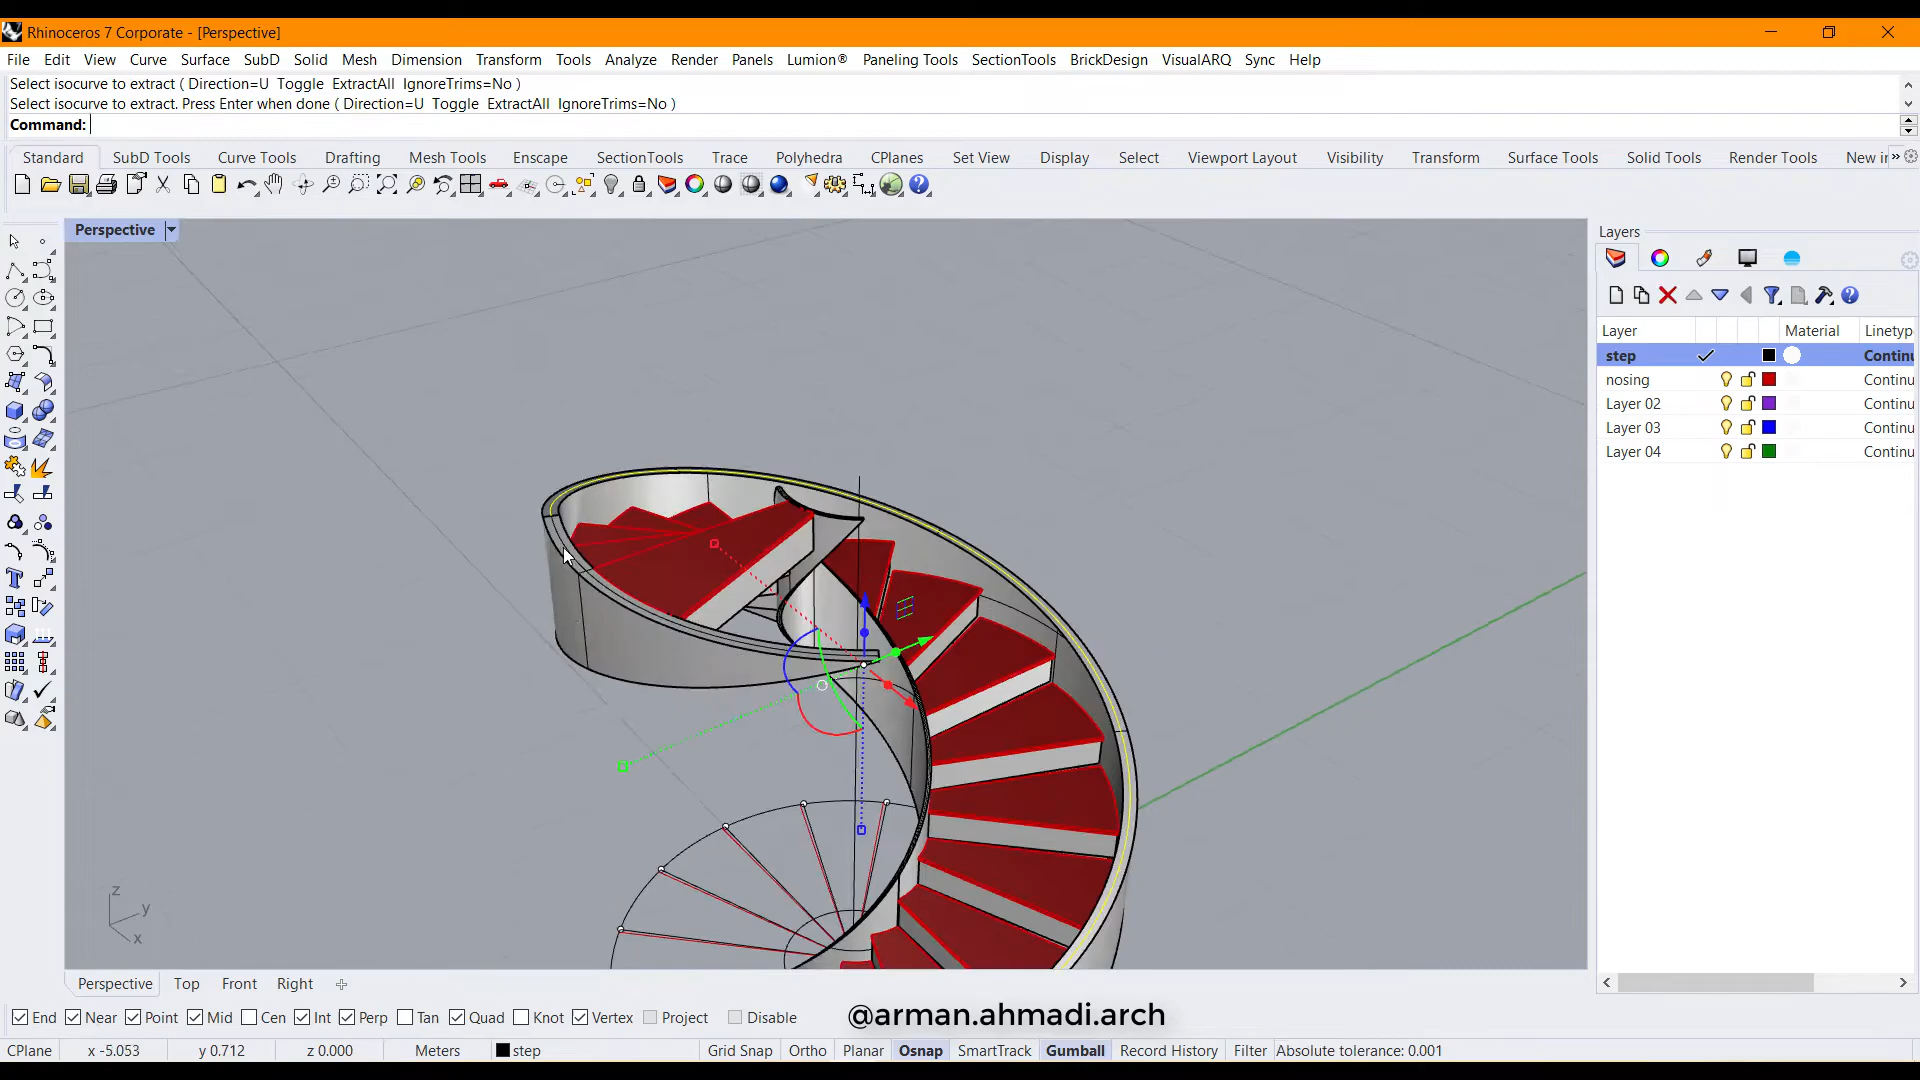 Rhinoceros 7 Corporate - [Perspective]
File Edit View Curve Surface SubD Solid Mesh Dimension Transform Tools Analyze Render Panels Lumion® Paneling Tools SectionTools BrickDesign VisualARQ Sync Help
Select isocurve to extract ( Direction=U Toggle ExtractAll IgnoreTrims=No )
Select isocurve to extract. Press Enter when done ( Direction=U Toggle ExtractAll IgnoreTrims=No )
Command:
Standard SubD Tools Curve Tools Drafting Mesh Tools Enscape SectionTools Trace Polyhedra CPlanes Set View Display Select Viewport Layout Visibility Transform Surface Tools Solid Tools Render Tools New i
Perspective
Layers
Layer Material Linetyp
step Continu
nosing Continu
Layer 02 Continu
Layer 03 Continu
Layer 04 Continu
z
y
x
Perspective Top Front Right
End Near Point Mid Cen Int Perp Tan Quad Knot Vertex Project Disable
@arman.ahmadi.arch
CPlane x -5.053 y 0.712 z 0.000 Meters step Grid Snap Ortho Planar Osnap SmartTrack Gumball Record History Filter Absolute tolerance: 0.001